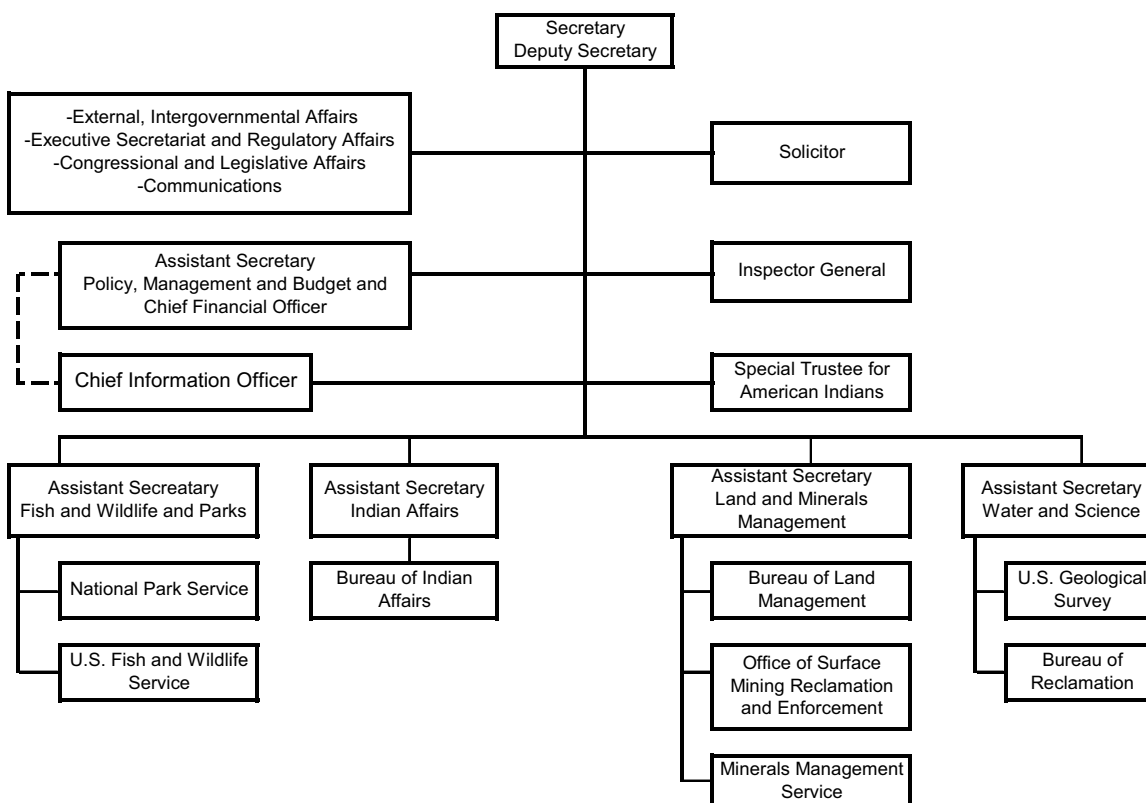 Secretary
Deputy Secretary
-External, Intergovernmental Affairs
-Executive Secretariat and Regulatory Affairs
-Congressional and Legislative Affairs
-Communications
Solicitor
Assistant Secretary
Policy, Management and Budget and
Chief Financial Officer
Inspector General
Chief Information Officer
Special Trustee for
American Indians
Assistant Secreatary
Fish and Wildlife and Parks
Assistant Secretary
Indian Affairs
Assistant Secretary
Land and Minerals
Management
Assistant Secretary
Water and Science
National Park Service
U.S. Fish and Wildlife
Service
Bureau of Indian
Affairs
Bureau of Land
Management
Office of Surface
Mining Reclamation
and Enforcement
Minerals Management
Service
U.S. Geological
Survey
Bureau of
Reclamation